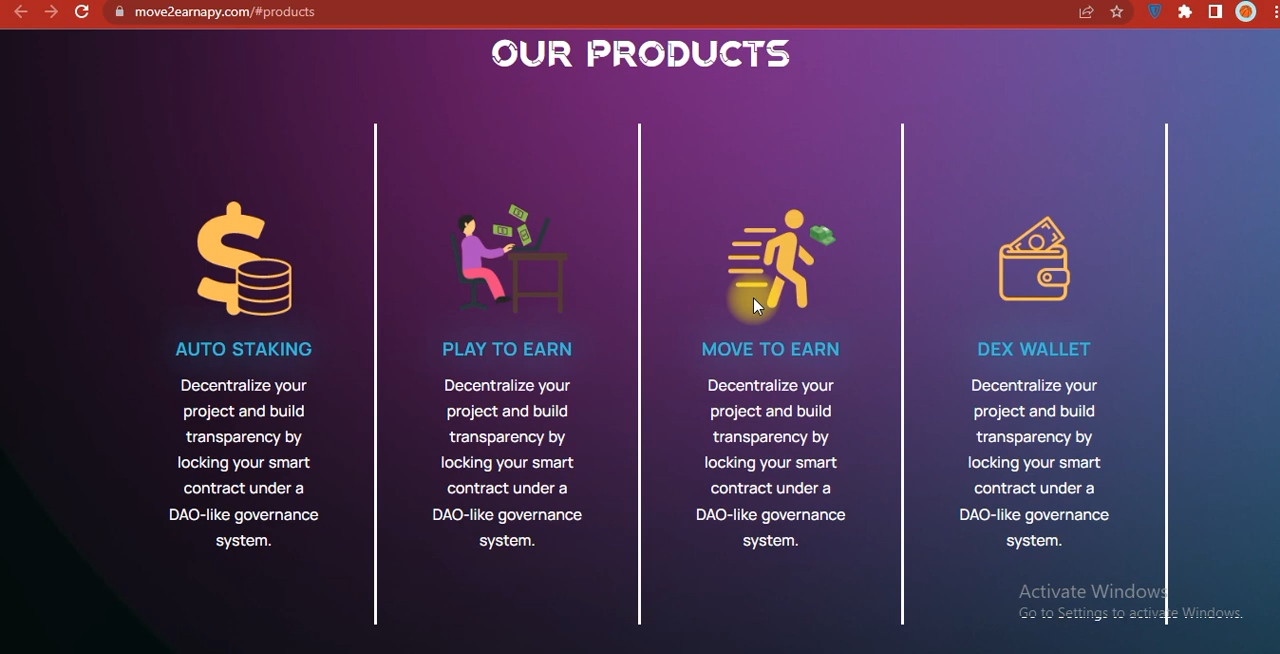 move2earnapy.com/#products
OUR PRODUCTS
AUTO STAKING
Decentralize your
project and build
transparency by
locking your smart
contract under a
DAO-like governance
system.
PLAY TO EARN
Decentralize your
project and build
transparency by
locking your smart
contract under a
DAO-like governance
system.
MOVE TO EARN
Decentralize your
project and build
transparency by
locking your smart
contract under a
DAO-like governance
system.
DEX WALLET
Decentralize your
project and build
transparency by
locking your smart
contract under a
DAO-like governance
system.
Activate Windows
Go to Settings to activate Windows.